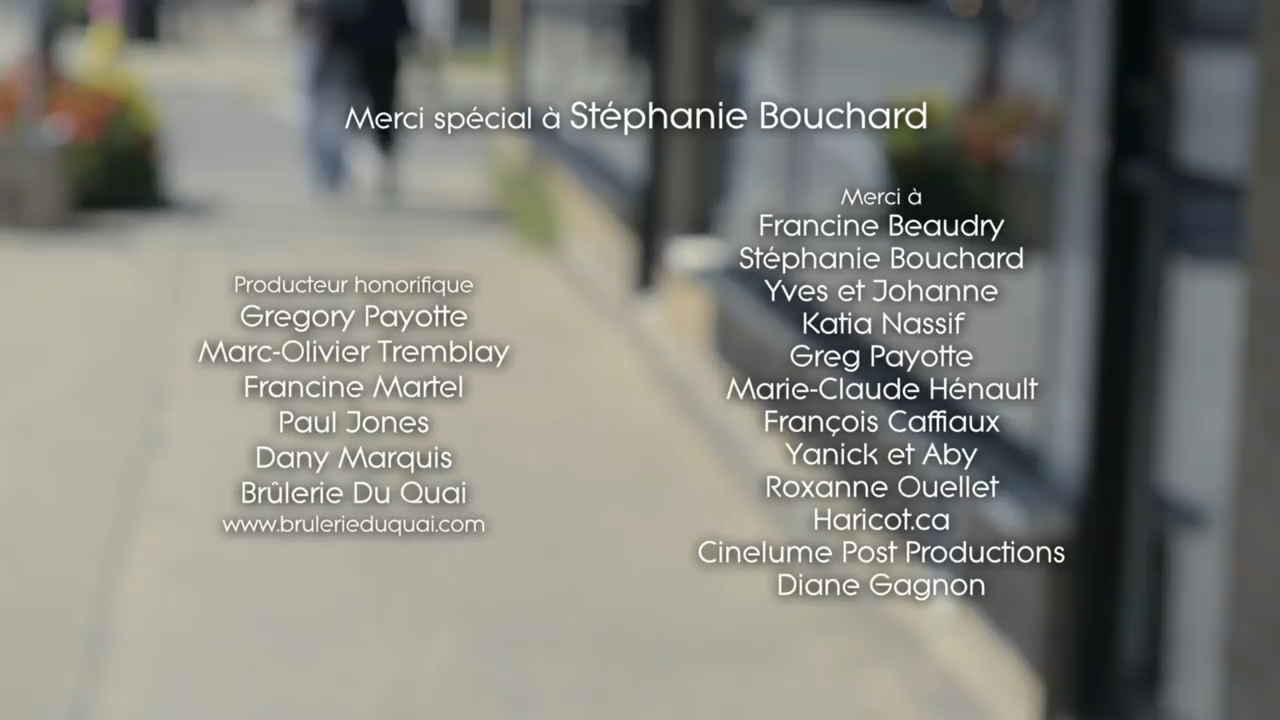 Merci spécial à Stéphanie Bouchard
Producteur honorifique
Gregory Payotte
Marc-Olivier Tremblay
Francine Martel
Paul Jones
Dany Marquis
Brûlerie Du Quai
www.brulerieduquai.com
Merci à
Francine Beaudry
Stéphanie Bouchard
Yves et Johanne
Katia Nassif
Greg Payotte
Marie-Claude Hénault
François Caffiaux
Yanick et Aby
Roxanne Ouellet
Haricot.ca
Cinelume Post Productions
Diane Gagnon